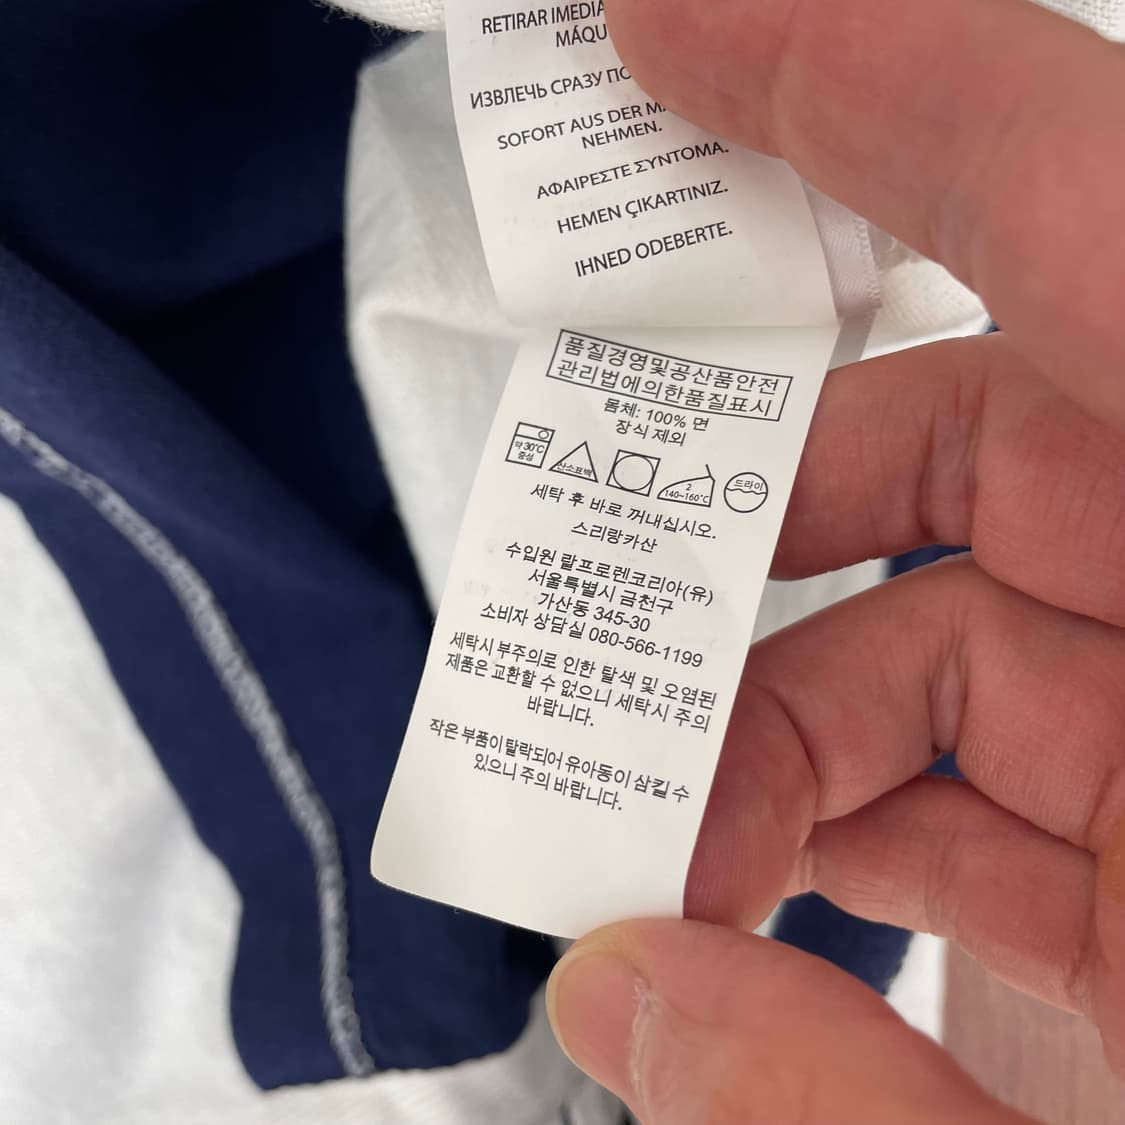 RETIRAR
ИЗВЛЕЧЬ СРАЗУ
SOFORT AUS DER
NEHMEN.
ΑΦΑΙΡΕΣΤΕ ΣΥΝΤΟΜΑ.
HEMEN ÇIKARTINIZ.
IHNED ODEBERTE.
품질경영및공산품안전
관리법에의한품질표시
몸체: 100% 면
장식 제외
약 30°C
중성
산소표백
2
140~160°C
드라이
세탁 후 바로 꺼내십시오.
스리랑카산
수입원 랄프로렌코리아(유)
서울특별시 금천구
가산동 345-30
소비자 상담실 080-566-1199
세탁시 부주의로 인한 탈색 및 오염된
제품은 교환할 수 없으니 세탁시 주의
바랍니다.
작은 부품이 탈락되어 유아동이 삼킬 수
있으니 주의 바랍니다.